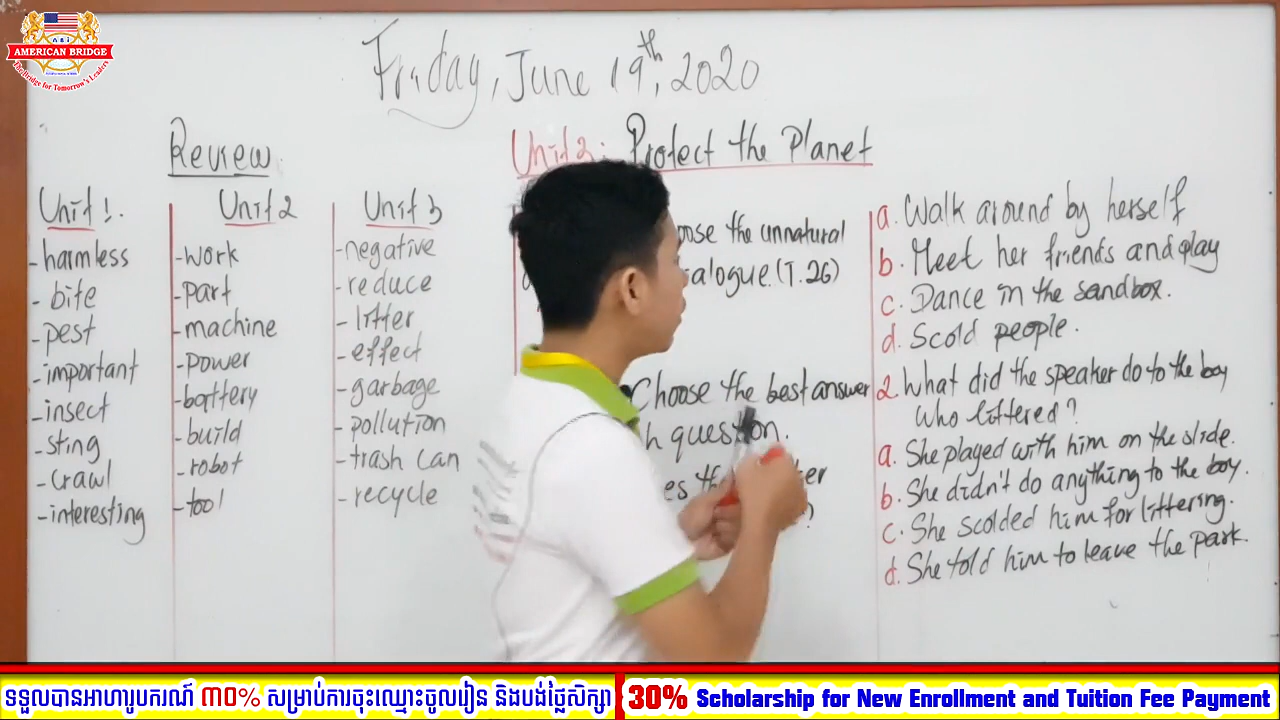 AMERICAN BRIDGE
The Bridge for Tomorrow's Leaders
Friday, June 19th, 2020
Review
Unit 1.
- harmless
- bite
- pest
- important
- insect
- sting
- crawl
- interesting
Unit 2
- work
- part
- machine
- power
- battery
- build
- robot
- tool
Unit 3
- negative
- reduce
- litter
- effect
- garbage
- pollution
- trash can
- recycle
Unit 3: Protect the Planet
the unnatural
(T.26)
Choose the best answer
question.
a. Walk around by herself
b. Meet her friends and play
c. Dance in the sandbox.
d. Scold people.
2. What did the speaker do to the boy
who littered?
a. She played with him on the slide.
b. She didn't do anything to the boy.
c. She scolded him for littering.
d. She told him to leave the park.
ទទួលបានអាហារូបករណ៍ ៣០% សម្រាប់ការចុះឈ្មោះចូលរៀន និងបង់ថ្លៃសិក្សា
30% Scholarship for New Enrollment and Tuition Fee Payment